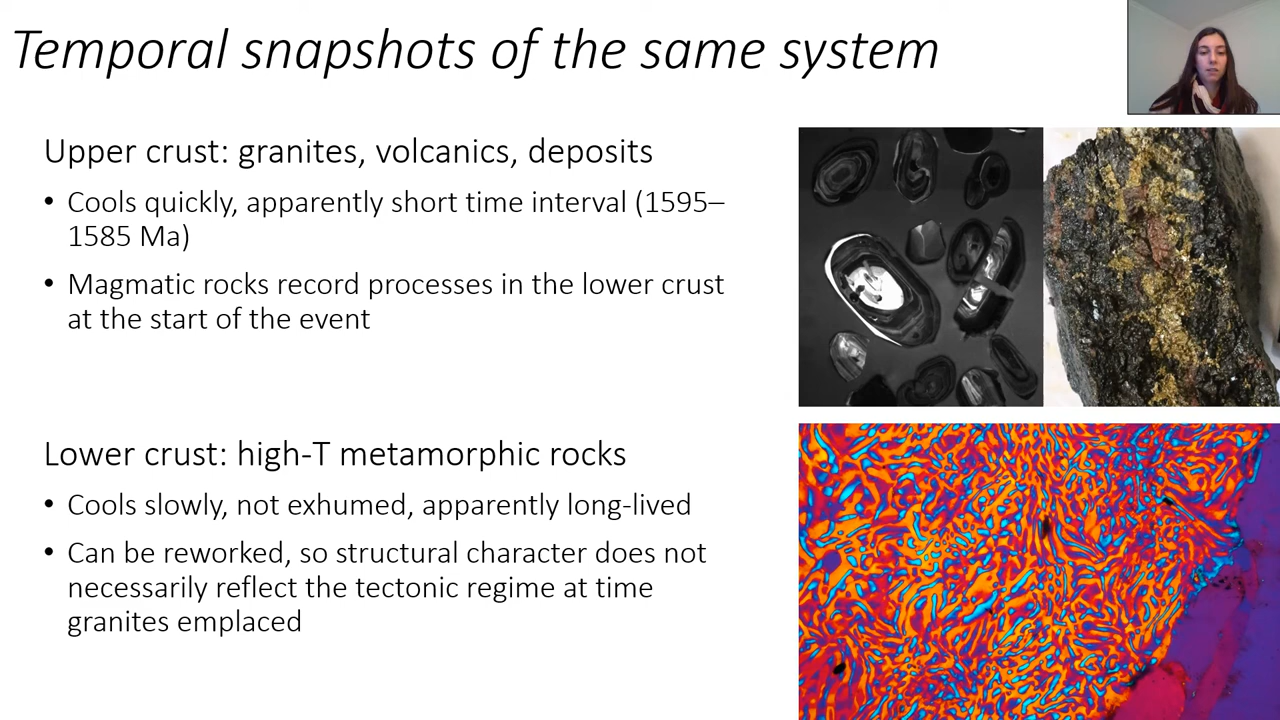 Temporal snapshots of the same system
Upper crust: granites, volcanics, deposits
• Cools quickly, apparently short time interval (1595–
1585 Ma)
• Magmatic rocks record processes in the lower crust
at the start of the event
Lower crust: high-T metamorphic rocks
• Cools slowly, not exhumed, apparently long-lived
• Can be reworked, so structural character does not
necessarily reflect the tectonic regime at time
granites emplaced